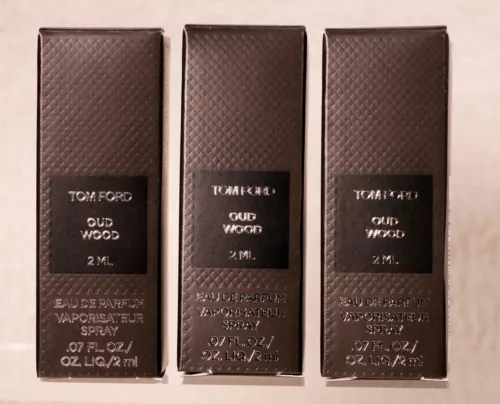 TOM FORD
OUD
WOOD
2 ML
EAU DE PARFUM
VAPORISATEUR
SPRAY
.07 FL. OZ./
OZ. LIQ./2 ml
TOM FORD
OUD
WOOD
2 ML
EAU DE PARFUM
VAPORISATEUR
SPRAY
.07 FL. OZ./
OZ. LIQ./2 ml
TOM FORD
OUD
WOOD
2 ML
EAU DE PARFUM
VAPORISATEUR
SPRAY
.07 FL. OZ./
OZ. LIQ./2 ml